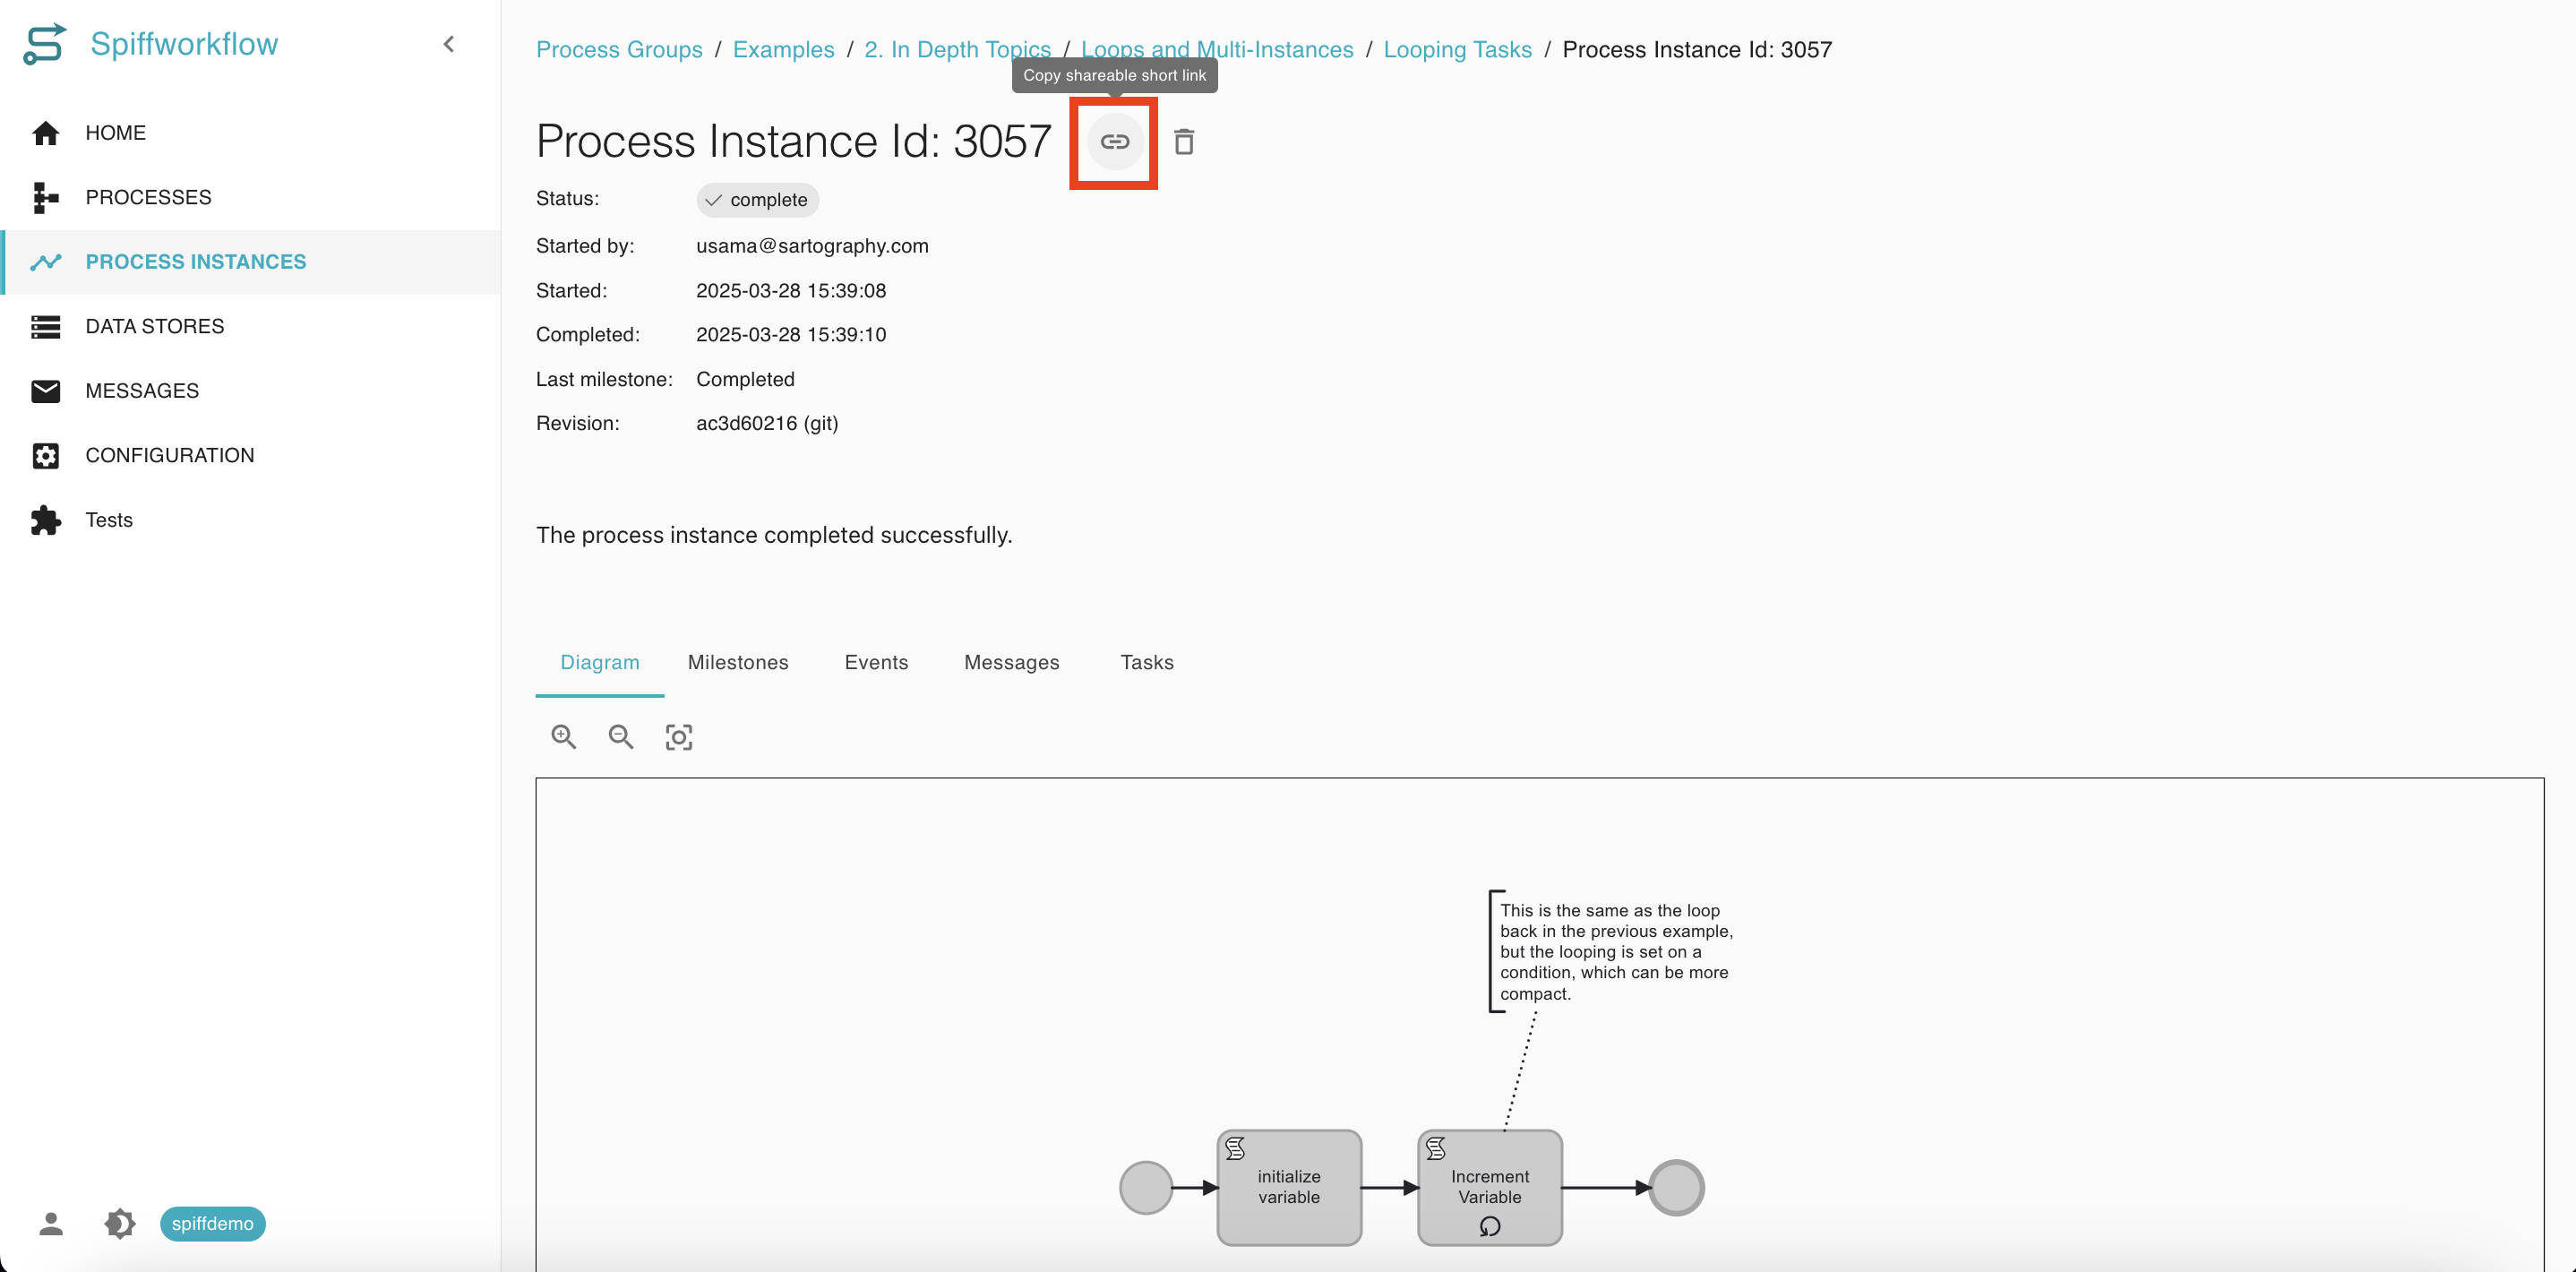 Spiffworkflow
HOME
PROCESSES
PROCESS INSTANCES
DATA STORES
MESSAGES
CONFIGURATION
Tests
spiffdemo
Process Groups / Examples / 2. In Depth Topics / Loops and Multi-Instances / Looping Tasks / Process Instance Id: 3057
Copy shareable short link
Process Instance Id: 3057
Status: complete
Started by: usama@sartography.com
Started: 2025-03-28 15:39:08
Completed: 2025-03-28 15:39:10
Last milestone: Completed
Revision: ac3d60216 (git)
The process instance completed successfully.
Diagram Milestones Events Messages Tasks
This is the same as the loop
back in the previous example,
but the looping is set on a
condition, which can be more
compact.
initialize
variable
Increment
Variable